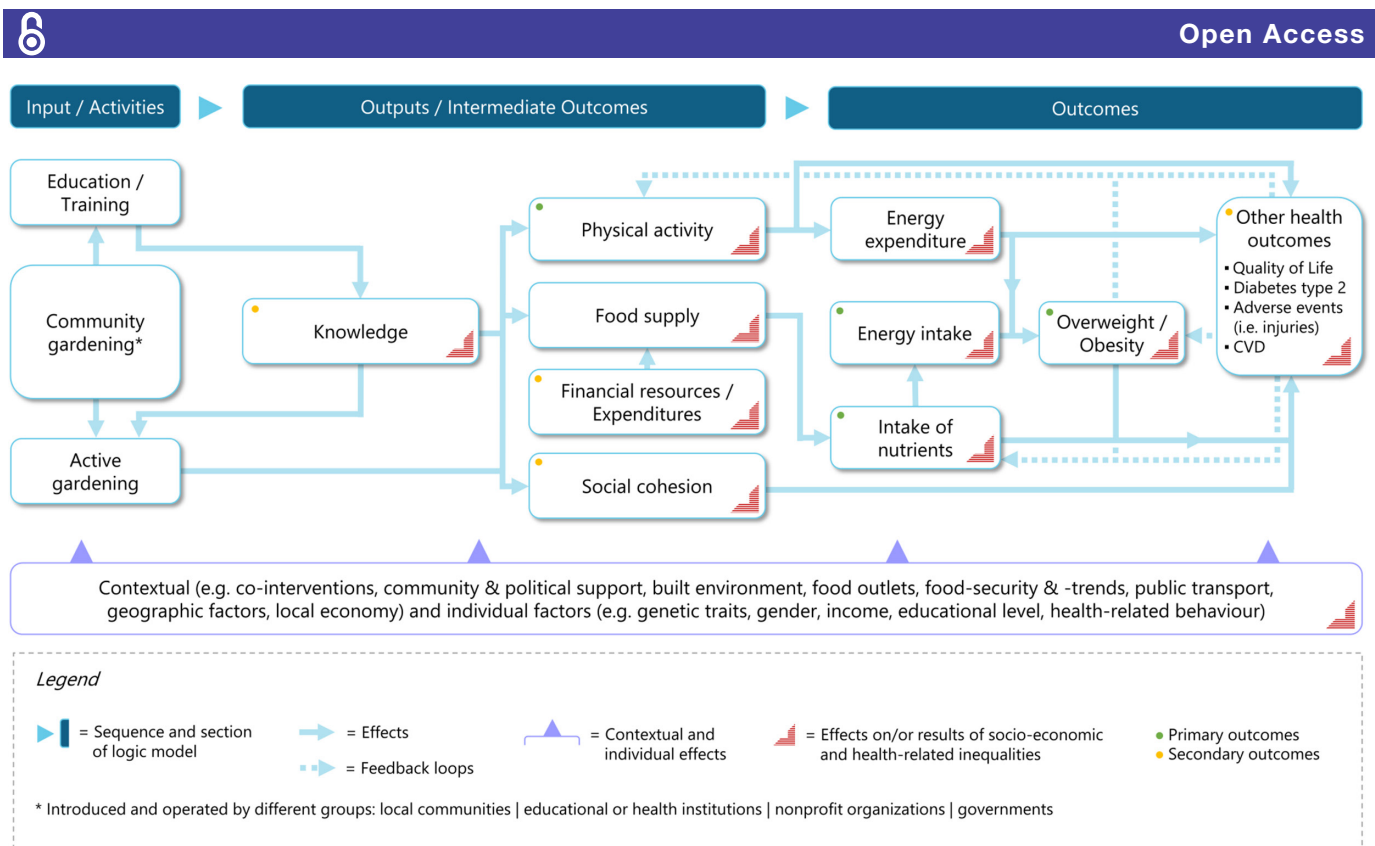 Open Access
Input / Activities
Outputs / Intermediate Outcomes
Outcomes
Education /
Training
Community
gardening*
Active
gardening
Knowledge
Physical activity
Food supply
Financial resources /
Expenditures
Social cohesion
Energy
expenditure
Energy intake
Intake of
nutrients
Overweight /
Obesity
Other health
outcomes
▪ Quality of Life
▪ Diabetes type 2
▪ Adverse events
(i.e. injuries)
▪ CVD
Contextual (e.g. co-interventions, community & political support, built environment, food outlets, food-security & -trends, public transport,
geographic factors, local economy) and individual factors (e.g. genetic traits, gender, income, educational level, health-related behaviour)
Legend
= Sequence and section
of logic model
= Effects
= Feedback loops
= Contextual and
individual effects
= Effects on/or results of socio-economic
and health-related inequalities
Primary outcomes
Secondary outcomes
* Introduced and operated by different groups: local communities | educational or health institutions | nonprofit organizations | governments